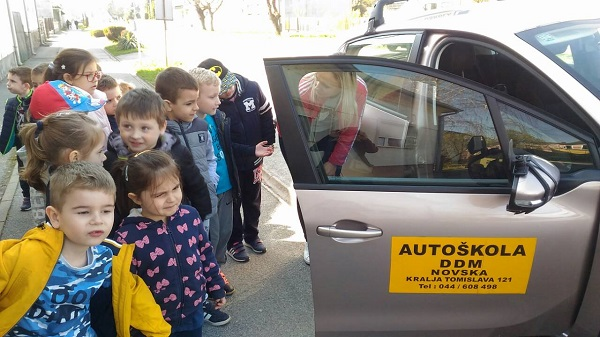 AUTOŠKOLA
DDM
NOVSKA
KRALJA TOMISLAVA 121
Tel : 044 / 608 498